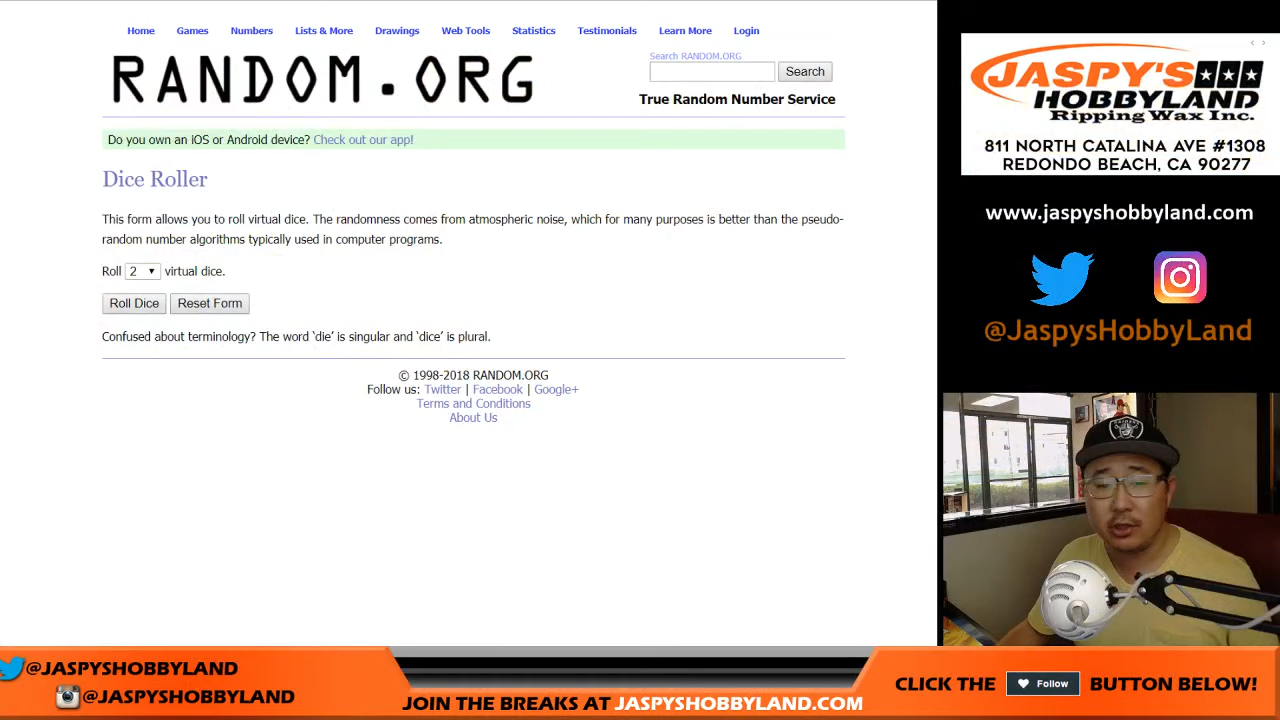 Home Games Numbers Lists & More Drawings Web Tools Statistics Testimonials Learn More Login
RANDOM.ORG
Search RANDOM.ORG
Search
True Random Number Service
Do you own an iOS or Android device? Check out our app!
Dice Roller
This form allows you to roll virtual dice. The randomness comes from atmospheric noise, which for many purposes is better than the pseudo-
random number algorithms typically used in computer programs.
Roll 2 virtual dice.
Roll Dice Reset Form
Confused about terminology? The word ‘die’ is singular and ‘dice’ is plural.
© 1998-2018 RANDOM.ORG
Follow us: Twitter | Facebook | Google+
Terms and Conditions
About Us
JASPY'S
HOBBYLAND
Ripping Wax Inc.
811 NORTH CATALINA AVE #1308
REDONDO BEACH, CA 90277
www.jaspyshobbyland.com
@JaspysHobbyLand
RAIDERS
@JASPYSHOBBYLAND
@JASPYSHOBBYLAND
JOIN THE BREAKS AT JASPYSHOBBYLAND.COM
CLICK THE Follow BUTTON BELOW!